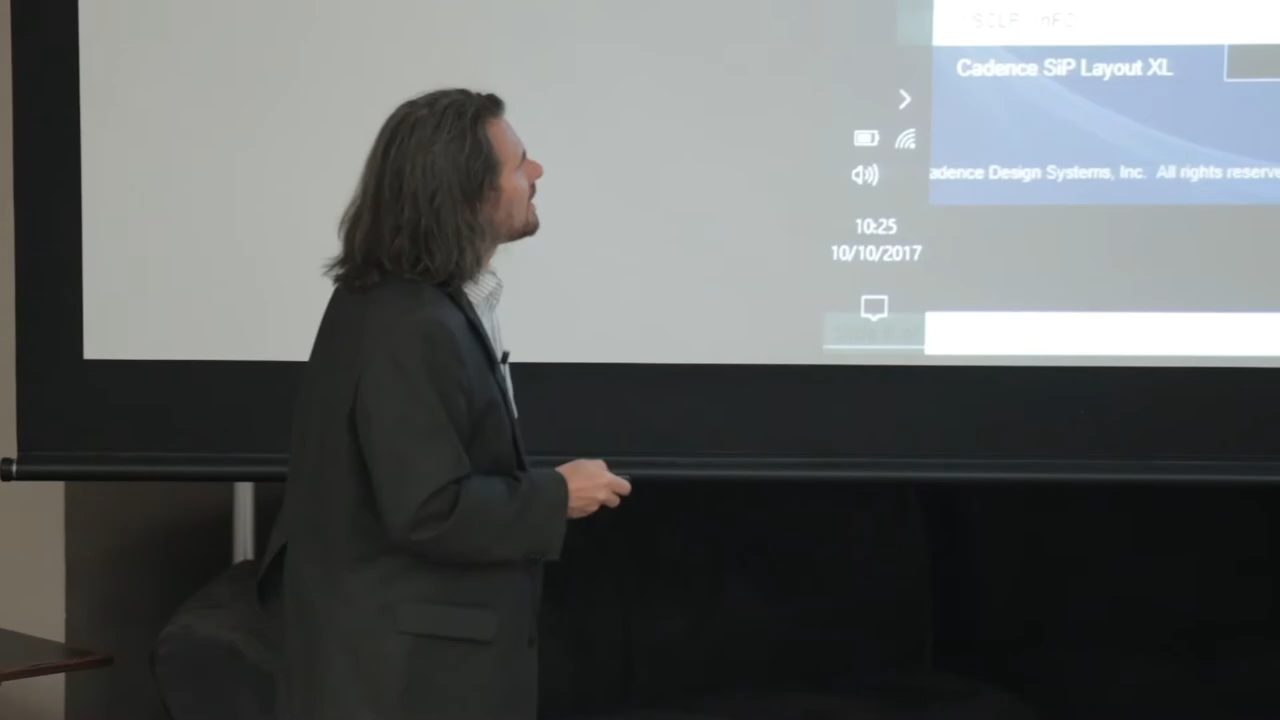 Cadence SiP Layout XL
adence Design Systems, Inc. All rights reserve
10:25
10/10/2017